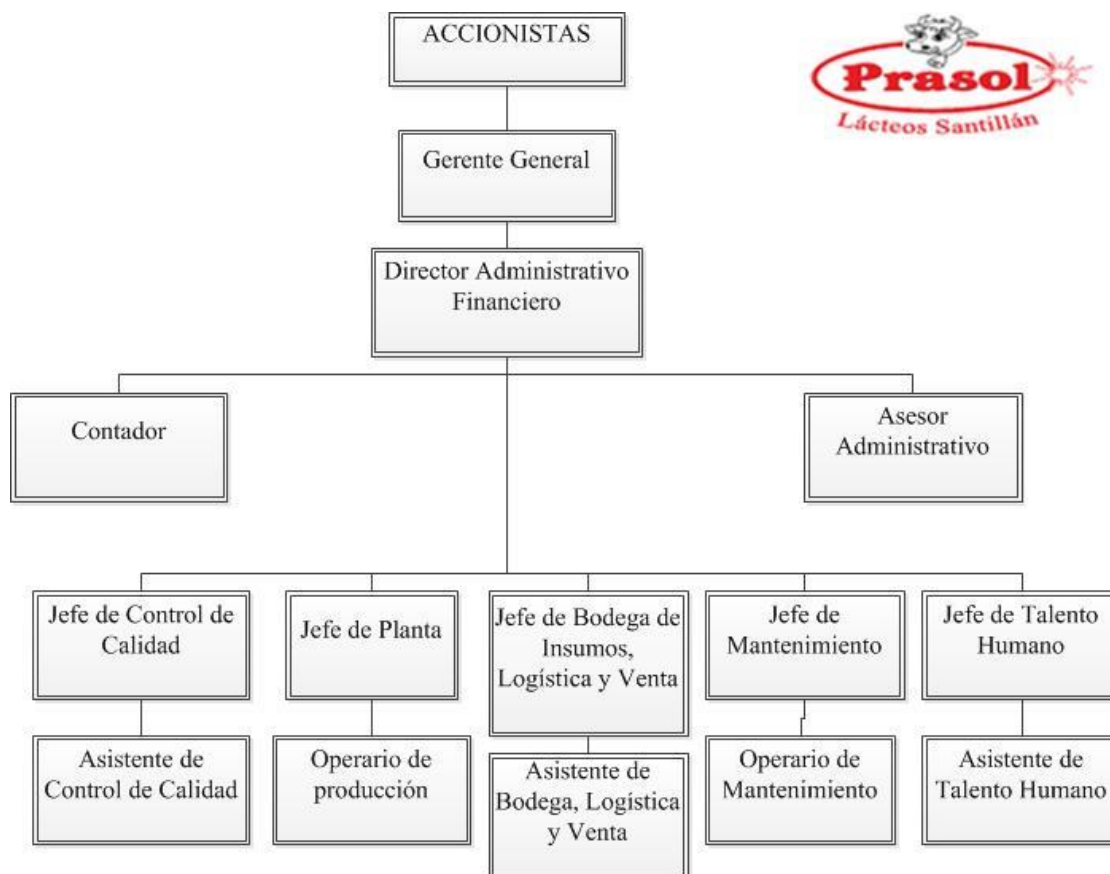 ACCIONISTAS
Prasol
Lácteos Santillán
Gerente General
Director Administrativo
Financiero
Contador
Asesor
Administrativo
Jefe de Control de
Calidad
Jefe de Planta
Jefe de Bodega de
Insumos,
Logística y Venta
Jefe de
Mantenimiento
Jefe de Talento
Humano
Asistente de
Control de Calidad
Operario de
producción
Asistente de
Bodega, Logística
y Venta
Operario de
Mantenimiento
Asistente de
Talento Humano